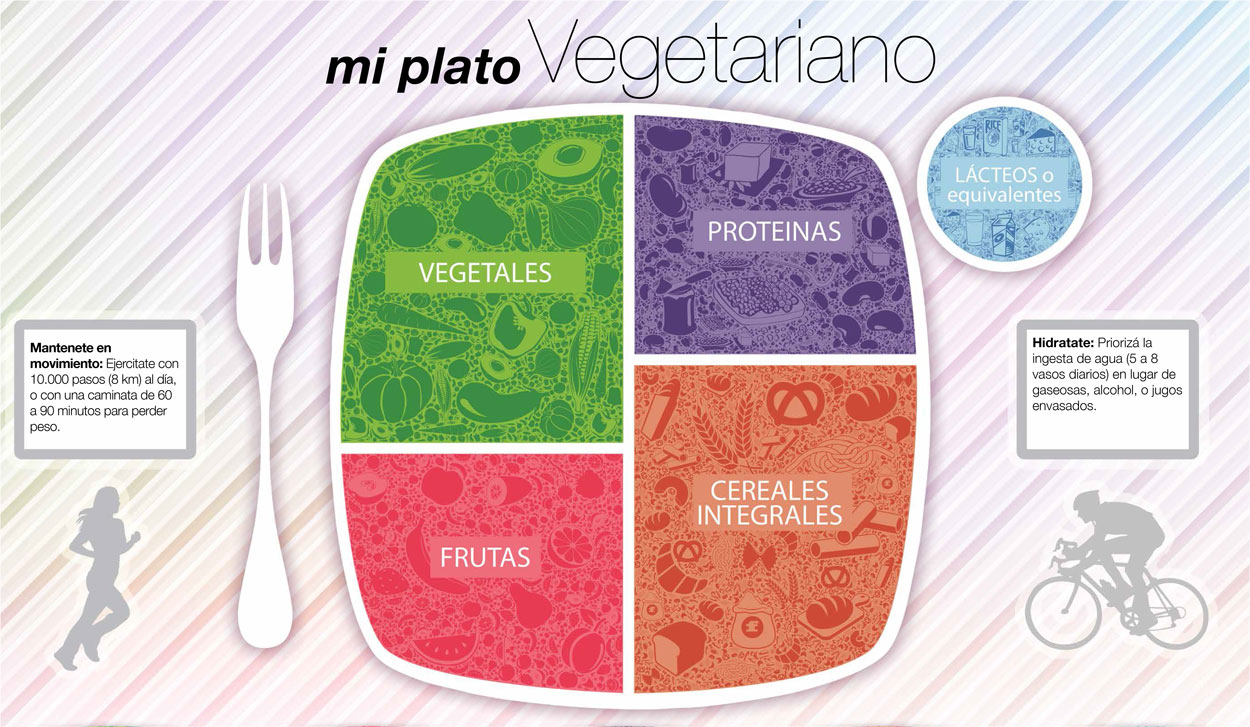 mi plato Vegetariano
LÁCTEOS o
equivalentes
PROTEINAS
VEGETALES
Mantenete en
movimiento: Ejercitate con
10.000 pasos (8 km) al día,
o con una caminata de 60
a 90 minutos para perder
peso.
Hidratate: Priorizá la
ingesta de agua (5 a 8
vasos diarios) en lugar de
gaseosas, alcohol, o jugos
envasados.
CEREALES
INTEGRALES
FRUTAS
RICE